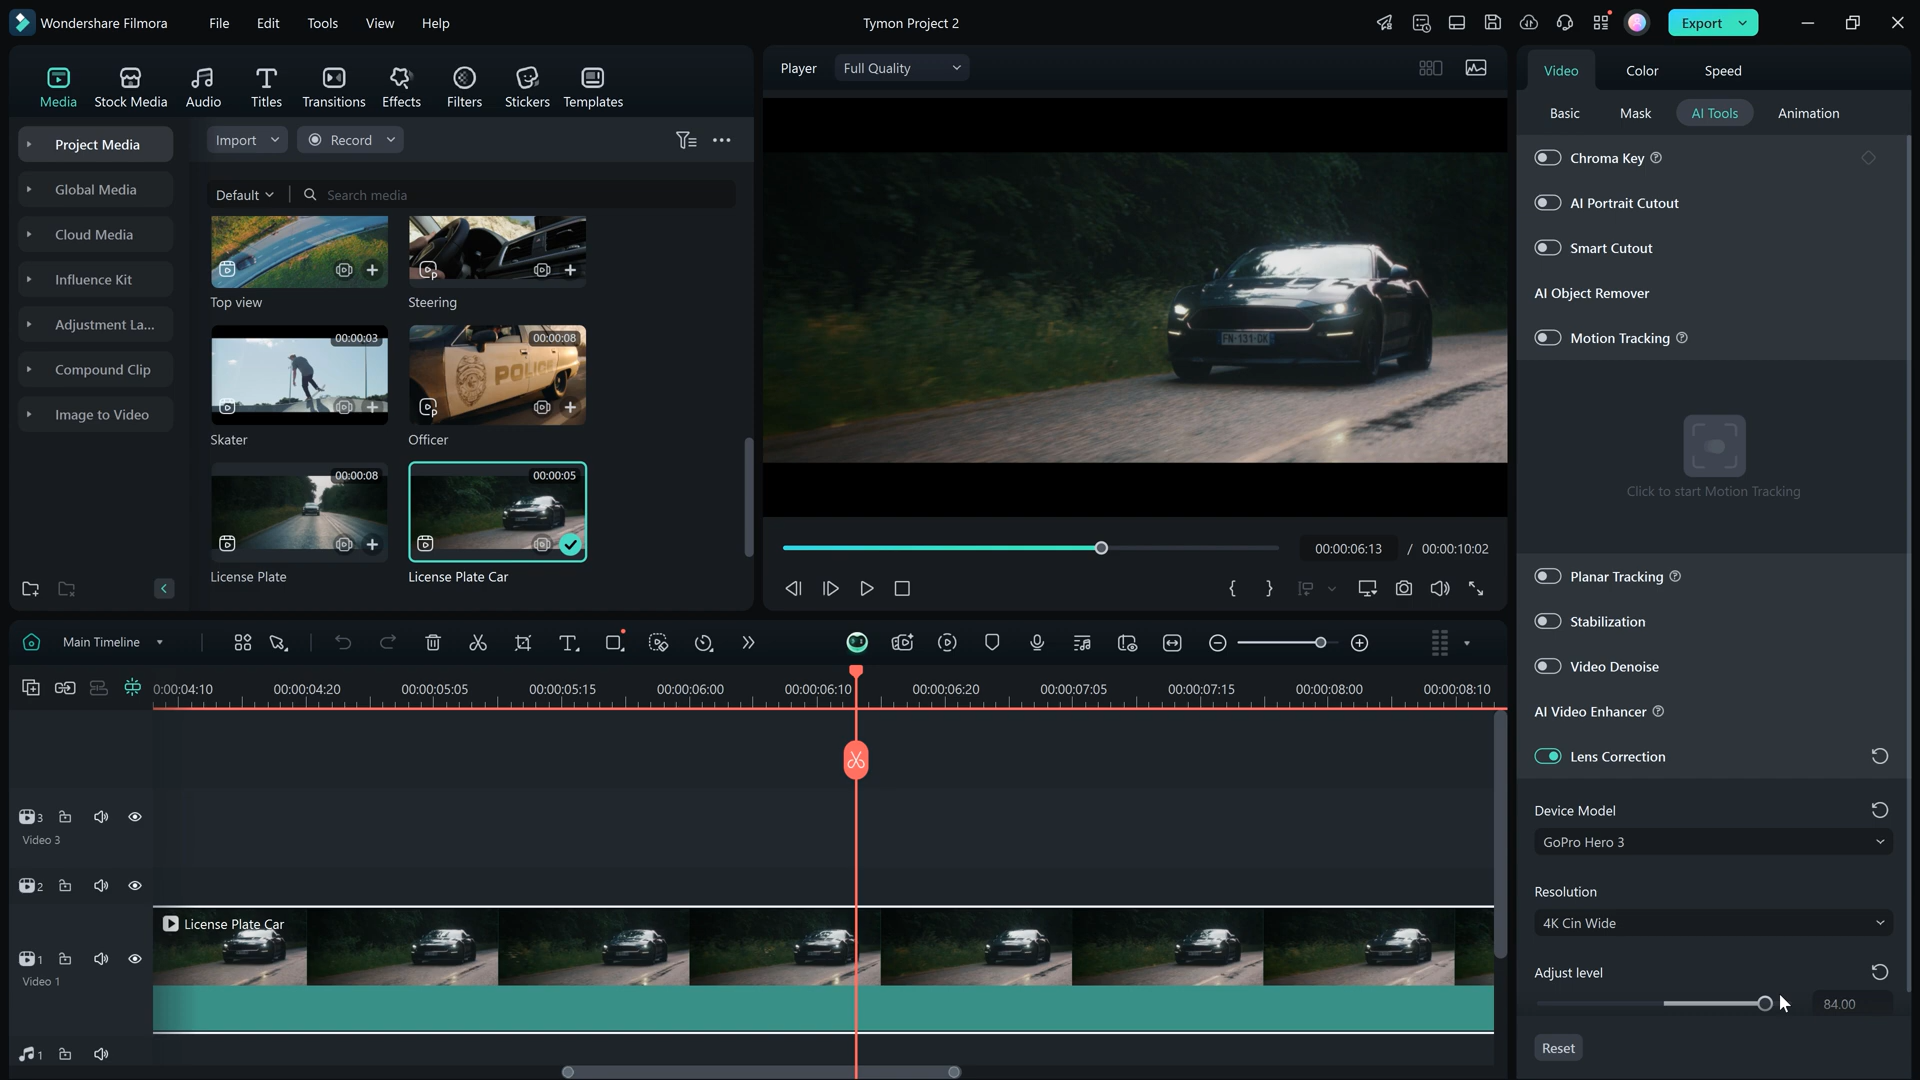 Wondershare Filmora
File
Edit
Tools
View
Help
Tymon Project 2
Export
Media
Stock Media
Audio
Titles
Transitions
Effects
Filters
Stickers
Templates
Player
Full Quality
Video
Color
Speed
Basic
Mask
AI Tools
Animation
Project Media
Global Media
Cloud Media
Influence Kit
Adjustment La...
Compound Clip
Image to Video
Import
Record
Default
Search media
Top view
Steering
00:00:03
00:00:08
POLICE
Skater
Officer
00:00:08
00:00:05
License Plate
License Plate Car
FN-131-DK
00:00:06:13 / 00:00:10:02
Chroma Key
AI Portrait Cutout
Smart Cutout
AI Object Remover
Motion Tracking
Click to start Motion Tracking
Planar Tracking
Stabilization
Video Denoise
AI Video Enhancer
Lens Correction
Device Model
GoPro Hero 3
Resolution
4K Cin Wide
Adjust level
84.00
Reset
Main Timeline
0:00:04:10
00:00:04:20
00:00:05:05
00:00:05:15
00:00:06:00
00:00:06:10
00:00:06:20
00:00:07:05
00:00:07:15
00:00:08:00
00:00:08:10
3
Video 3
2
License Plate Car
1
Video 1
1